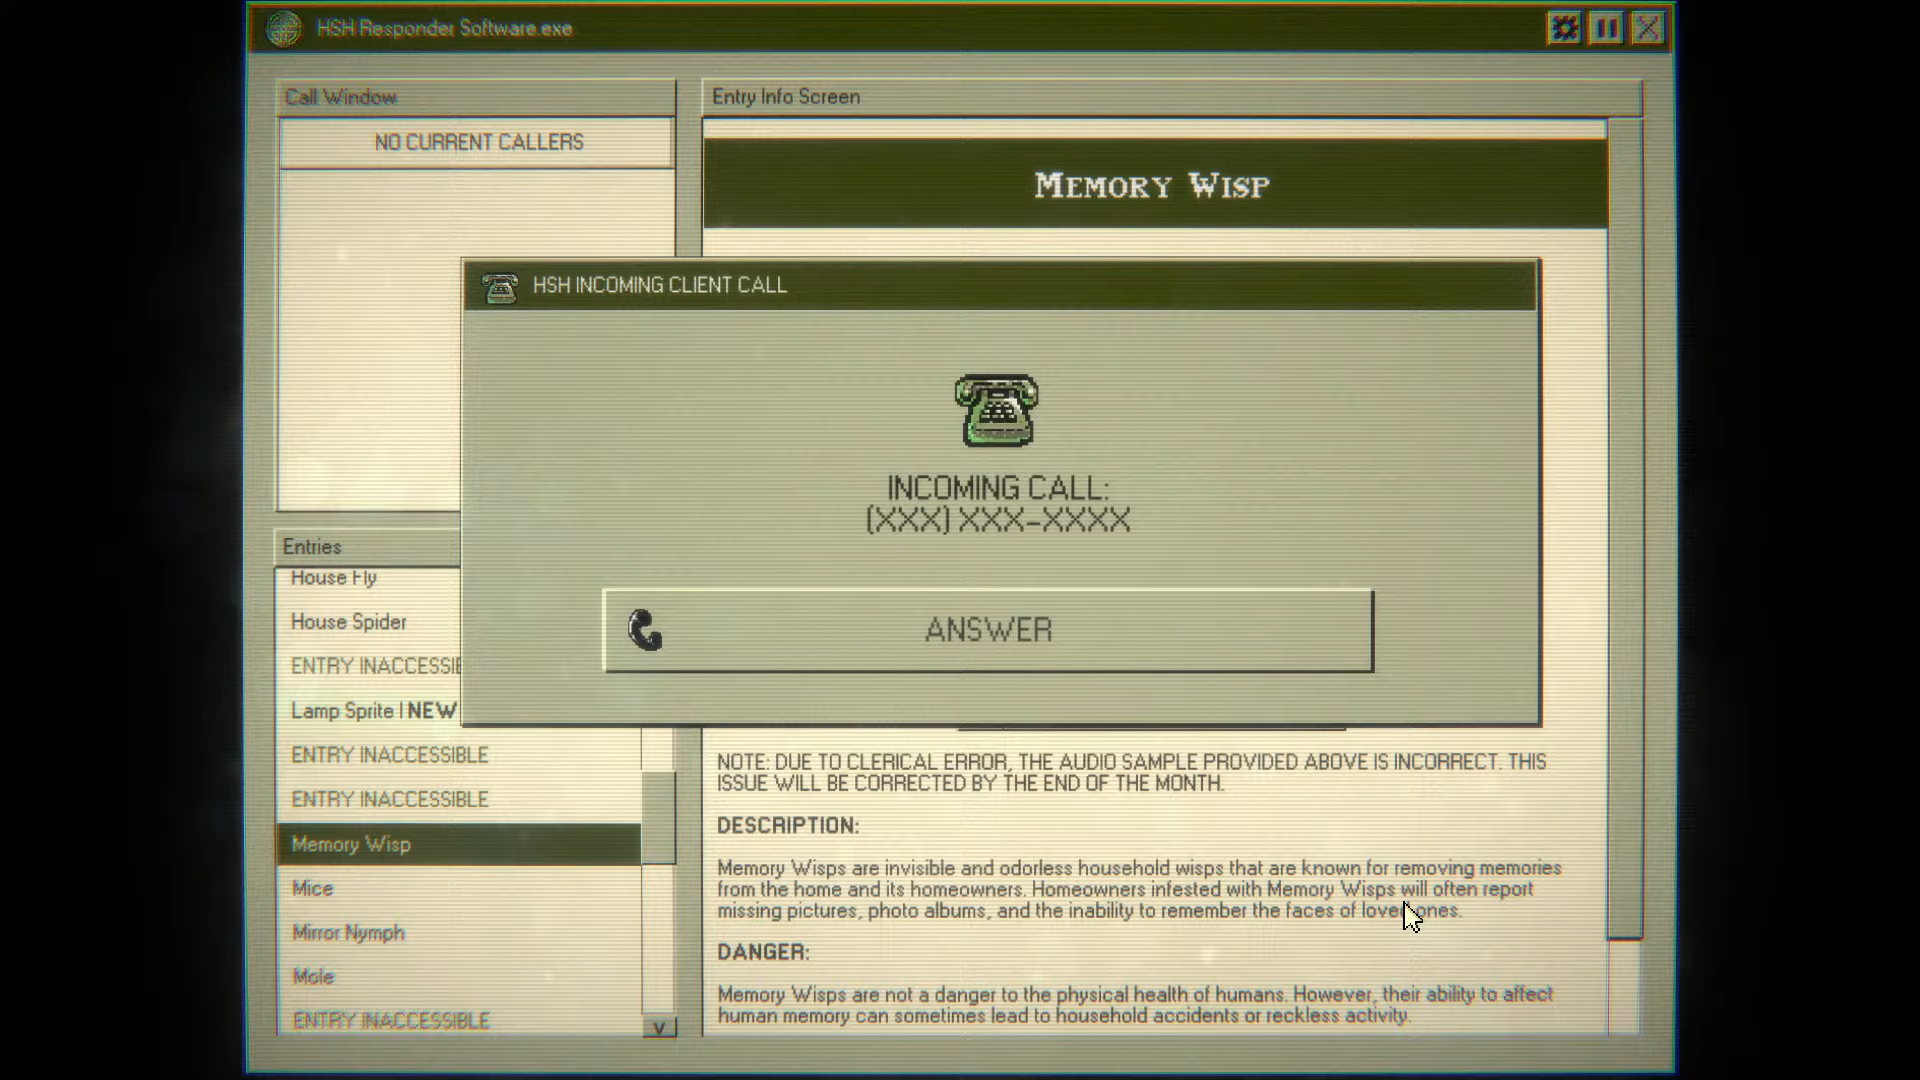 HSH Responder Software.exe
Call Window
NO CURRENT CALLERS
Entry Info Screen
MEMORY WISP
HSH INCOMING CLIENT CALL
INCOMING CALL:
(XXX) XXX-XXXX
ANSWER
Entries
House Fly
House Spider
ENTRY INACCESSIB
Lamp Sprite | NEW
ENTRY INACCESSIBLE
ENTRY INACCESSIBLE
Memory Wisp
Mice
Mirror Nymph
Mole
ENTRY INACCESSIBLE
V
NOTE: DUE TO CLERICAL ERROR, THE AUDIO SAMPLE PROVIDED ABOVE IS INCORRECT. THIS
ISSUE WILL BE CORRECTED BY THE END OF THE MONTH.
DESCRIPTION:
Memory Wisps are invisible and odorless household wisps that are known for removing memories
from the home and its homeowners. Homeowners infested with Memory Wisps will often report
missing pictures, photo albums, and the inability to remember the faces of loved ones.
DANGER:
Memory Wisps are not a danger to the physical health of humans. However, their ability to affect
human memory can sometimes lead to household accidents or reckless activity.